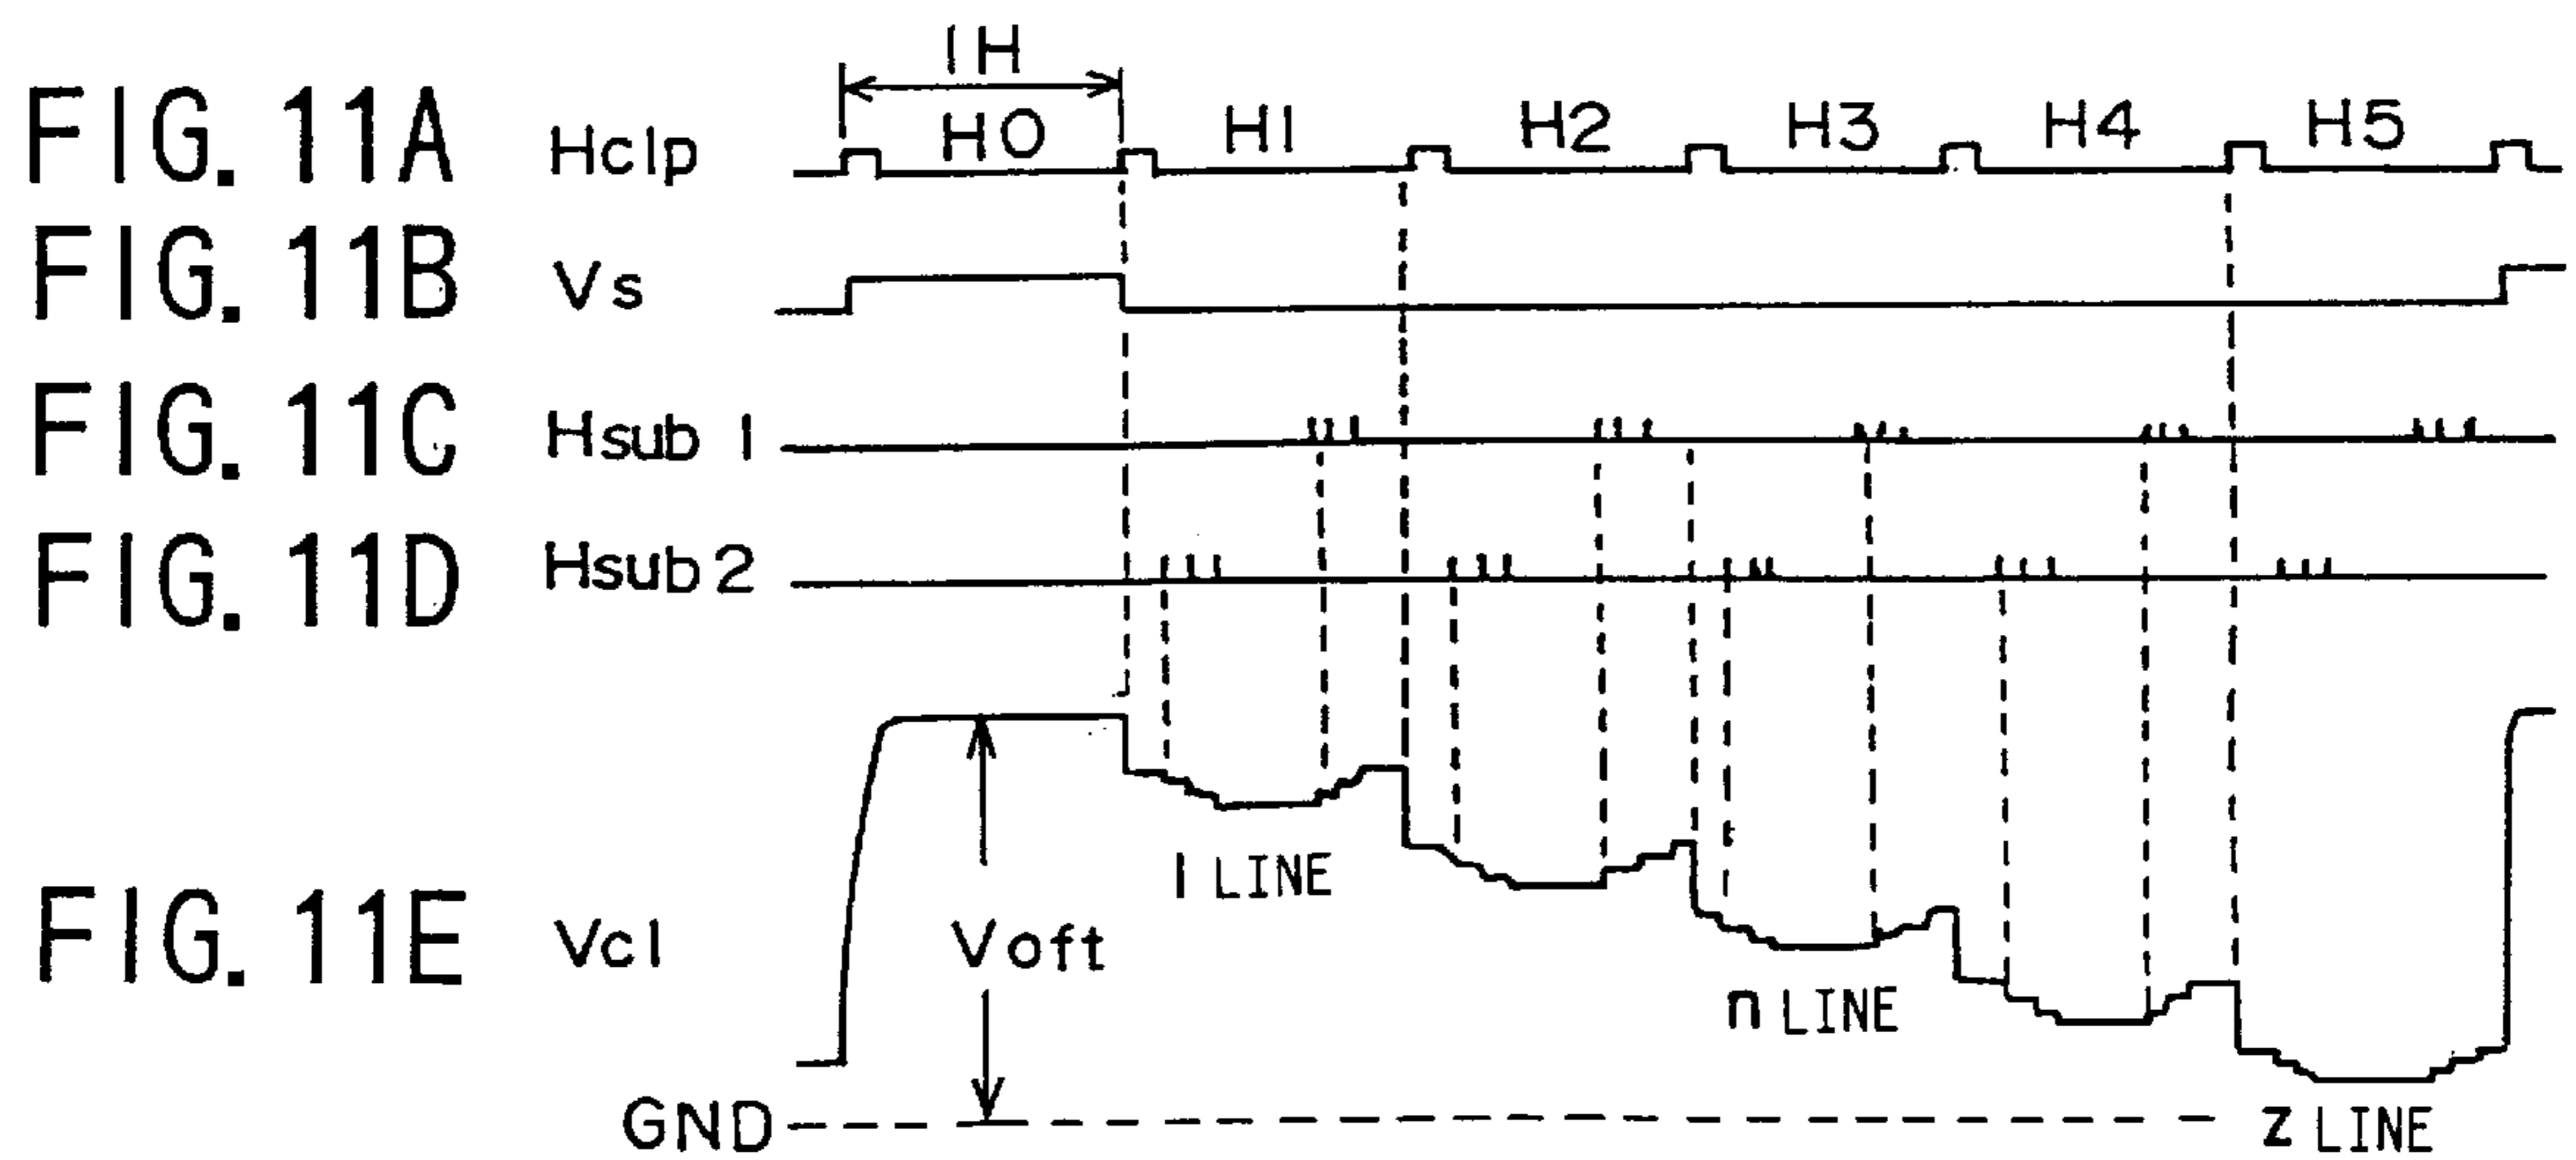 1H
FIG. 11A Hclp H0 H1 H2 H3 H4 H5
FIG. 11B Vs
FIG. 11C Hsub 1
FIG. 11D Hsub 2
1 LINE
FIG. 11E Vcl Voft
n LINE
GND
Z LINE